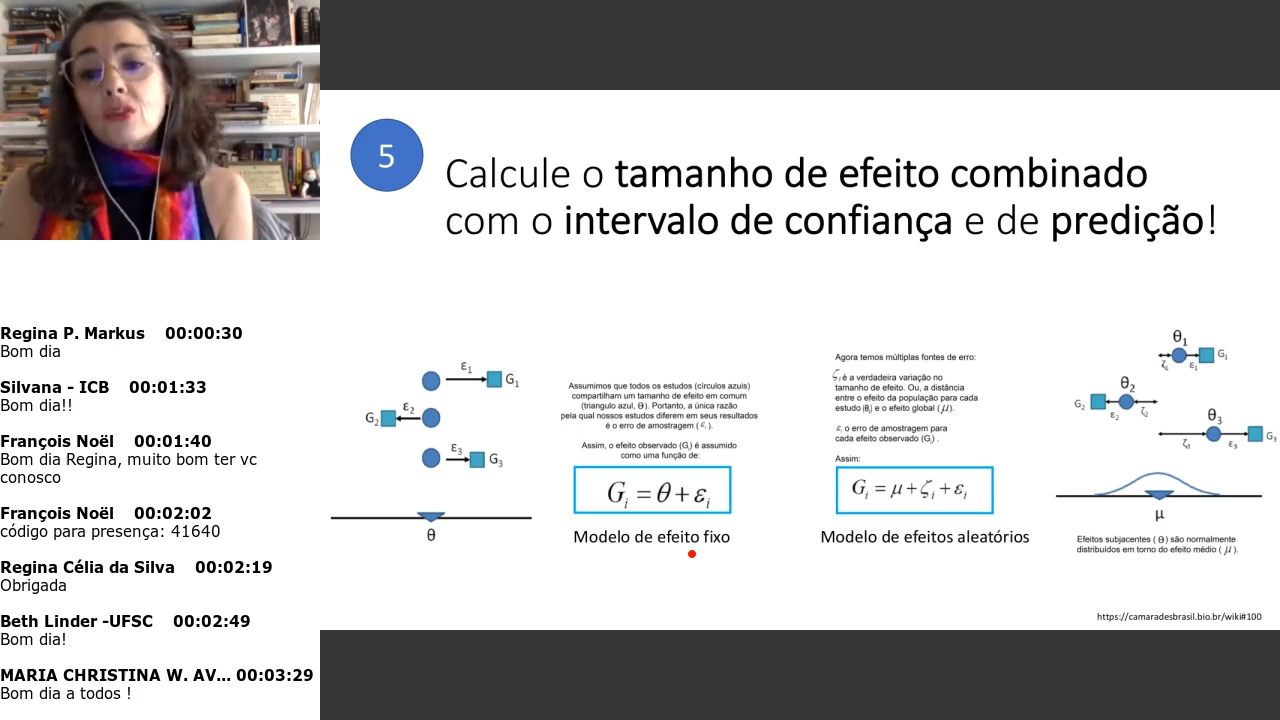 5
Calcule o tamanho de efeito combinado
com o intervalo de confiança e de predição!
Regina P. Markus 00:00:30
Bom dia
Silvana - ICB 00:01:33
Bom dia!!
François Noël 00:01:40
Bom dia Regina, muito bom ter vc
conosco
François Noël 00:02:02
código para presença: 41640
Regina Célia da Silva 00:02:19
Obrigada
Beth Linder -UFSC 00:02:49
Bom dia!
MARIA CHRISTINA W. AV... 00:03:29
Bom dia a todos !
ε₁
G₁
G₂
ε₂
ε₃
G₃
θ
Assumimos que todos os estudos (círculos azuis)
compartilham um tamanho de efeito em comum
(triangulo azul, θ). Portanto, a única razão
pela qual nossos estudos diferem em seus resultados
é o erro de amostragem ( εᵢ ).
Assim, o efeito observado (Gᵢ) é assumido
como uma função de:
Gᵢ = θ + εᵢ
Modelo de efeito fixo
Agora temos múltiplas fontes de erro:
ζᵢ é a verdadeira variação no
tamanho de efeito. Ou, a distância
entre o efeito da população para cada
estudo (θᵢ) e o efeito global ( μ ).
εᵢ o erro de amostragem para
cada efeito observado (Gᵢ) .
Assim:
Gᵢ = μ + ζᵢ + εᵢ
Modelo de efeitos aleatórios
θ₁
G₁
ζ₁ ε₁
θ₂
G₂
ε₂ ζ₂
θ₃
G₃
ζ₃ ε₃
μ
Efeitos subjacentes ( θ ) são normalmente
distribuídos em torno do efeito médio ( μ ).
https://camaradesbrasil.bio.br/wiki#100